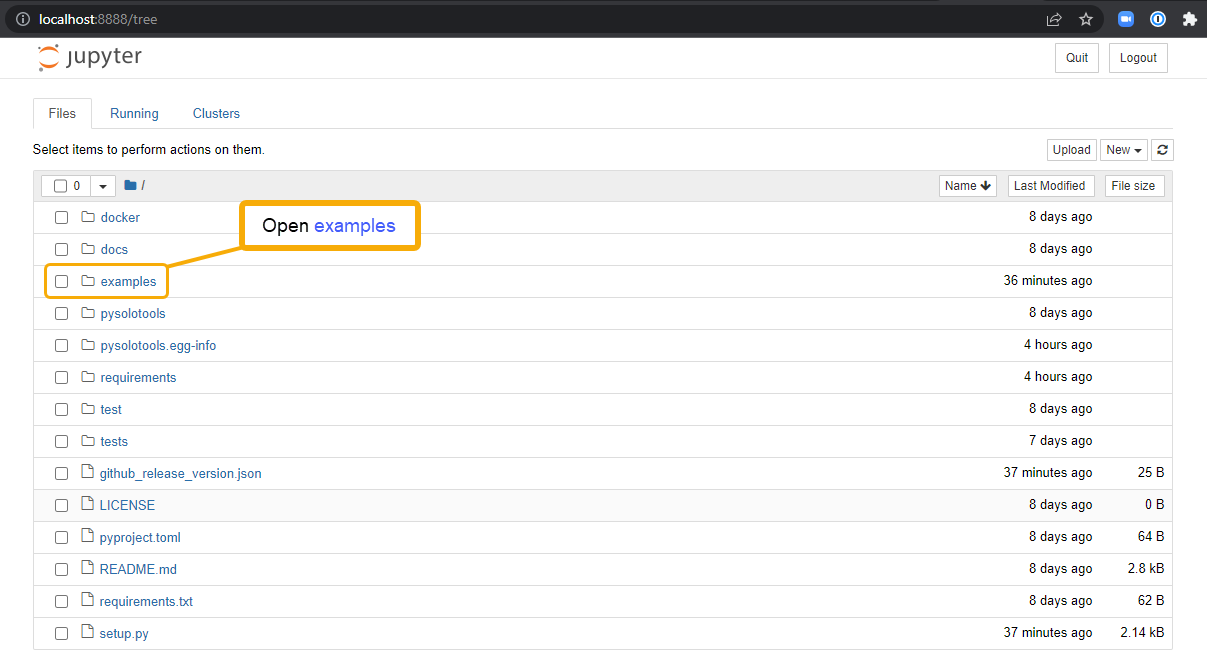 localhost:8888/tree
jupyter
Quit
Logout
Files
Running
Clusters
Select items to perform actions on them.
Upload
New
0
/
Name
Last Modified
File size
docker 8 days ago
Open examples
docs 8 days ago
examples 36 minutes ago
pysolotools 8 days ago
pysolotools.egg-info 4 hours ago
requirements 4 hours ago
test 8 days ago
tests 7 days ago
github_release_version.json 37 minutes ago 25 B
LICENSE 8 days ago 0 B
pyproject.toml 8 days ago 64 B
README.md 8 days ago 2.8 kB
requirements.txt 8 days ago 62 B
setup.py 37 minutes ago 2.14 kB